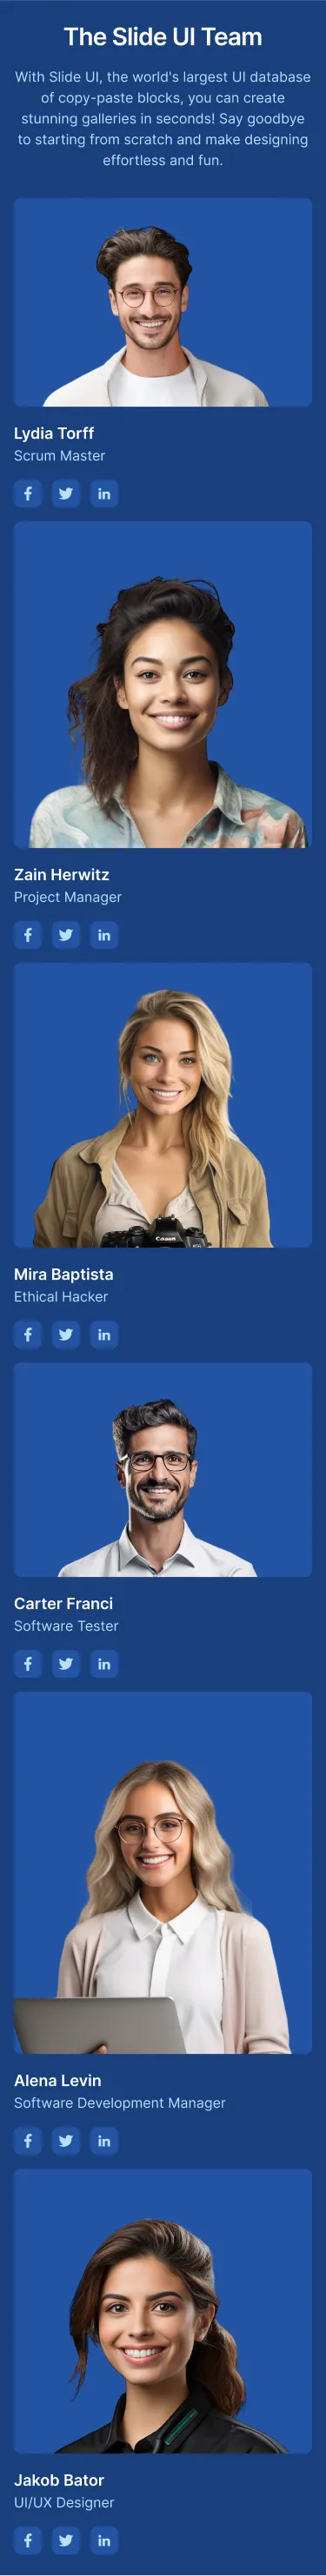 The Slide UI Team
With Slide UI, the world's largest UI database
of copy-paste blocks, you can create
stunning galleries in seconds! Say goodbye
to starting from scratch and make designing
effortless and fun.
Lydia Torff
Scrum Master
f
in
Zain Herwitz
Project Manager
f
in
Canon
Mira Baptista
Ethical Hacker
f
in
Carter Franci
Software Tester
f
in
Alena Levin
Software Development Manager
f
in
Jakob Bator
UI/UX Designer
f
in